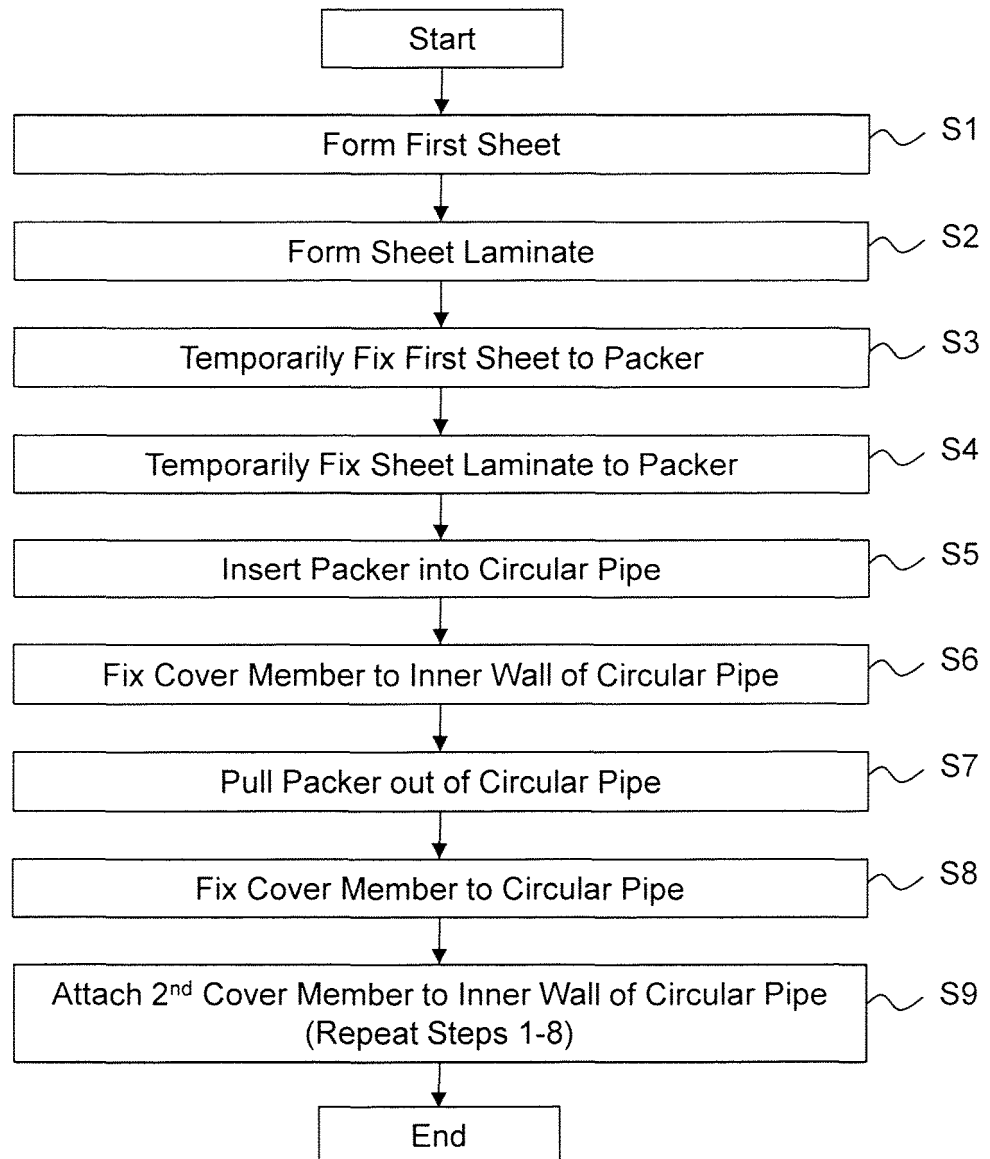 Start
Form First Sheet
S1
Form Sheet Laminate
S2
Temporarily Fix First Sheet to Packer
S3
Temporarily Fix Sheet Laminate to Packer
S4
Insert Packer into Circular Pipe
S5
Fix Cover Member to Inner Wall of Circular Pipe
S6
Pull Packer out of Circular Pipe
S7
Fix Cover Member to Circular Pipe
S8
Attach 2nd Cover Member to Inner Wall of Circular Pipe
(Repeat Steps 1-8)
S9
End